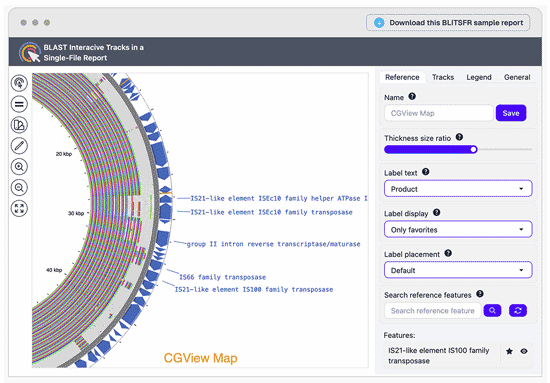 Download this BLITSFR sample report
BLAST Interacive Tracks in a
Single-File Report
Reference
Tracks
Legend
General
Name
CGView Map
Save
Thickness size ratio
Label text
Product
Label display
Only favorites
Label placement
Default
Search reference features
Search reference feature
Features:
IS21-like element IS100 family
transposase
20 kbp
30 kbp
40 kbp
IS21-like element ISEc10 family helper ATPase I
IS21-like element ISEc10 family transposase
group II intron reverse transcriptase/maturase
IS66 family transposase
IS21-like element IS100 family transposase
CGView Map